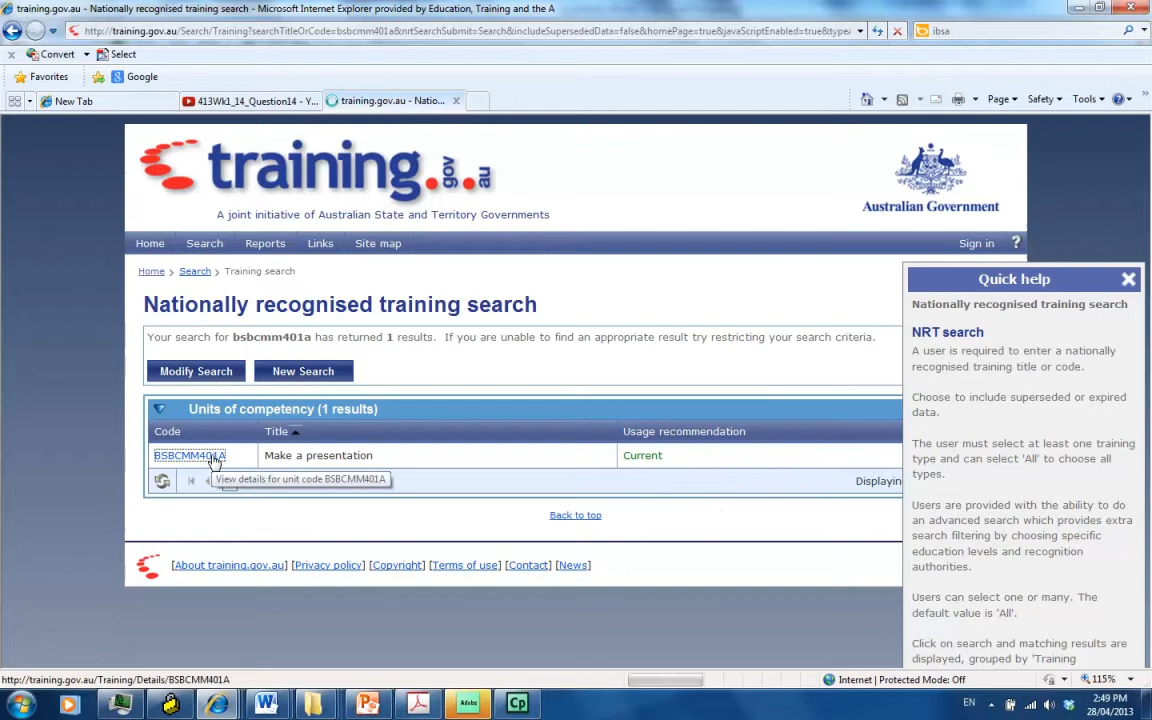 training.gov.au - Nationally recognised training search - Microsoft Internet Explorer provided by Education, Training and the A
http://training.gov.au/Search/Training?searchTitleOrCode=bsbcmm401a&nrtSearchSubmit=Search&includeSupersededData=false&homePage=true&javaScriptEnabled=true&type
ibsa
x Convert Select
Favorites Google
New Tab 413Wk1_14_Question14 - Y... training.gov.au - Natio... x
Page Safety Tools
training.gov.au
A joint initiative of Australian State and Territory Governments
Australian Government
Home Search Reports Links Site map Sign in ?
Home > Search > Training search
Nationally recognised training search
Your search for bsbcmm401a has returned 1 results. If you are unable to find an appropriate result try restricting your search criteria.
Modify Search New Search
Units of competency (1 results)
Code Title Usage recommendation
BSBCMM401A Make a presentation Current
View details for unit code BSBCMM401A
Displaying
Back to top
[About training.gov.au] [Privacy policy] [Copyright] [Terms of use] [Contact] [News]
Quick help
Nationally recognised training search
NRT search
A user is required to enter a nationally
recognised training title or code.
Choose to include superseded or expired
data.
The user must select at least one training
type and can select 'All' to choose all
types.
Users are provided with the ability to do
an advanced search which provides extra
search filtering by choosing specific
education levels and recognition
authorities.
Users can select one or many. The
default value is 'All'.
Click on search and matching results are
displayed, grouped by 'Training
http://training.gov.au/Training/Details/BSBCMM401A
Internet | Protected Mode: Off
115%
Adobe
Cp
EN
2:49 PM
28/04/2013